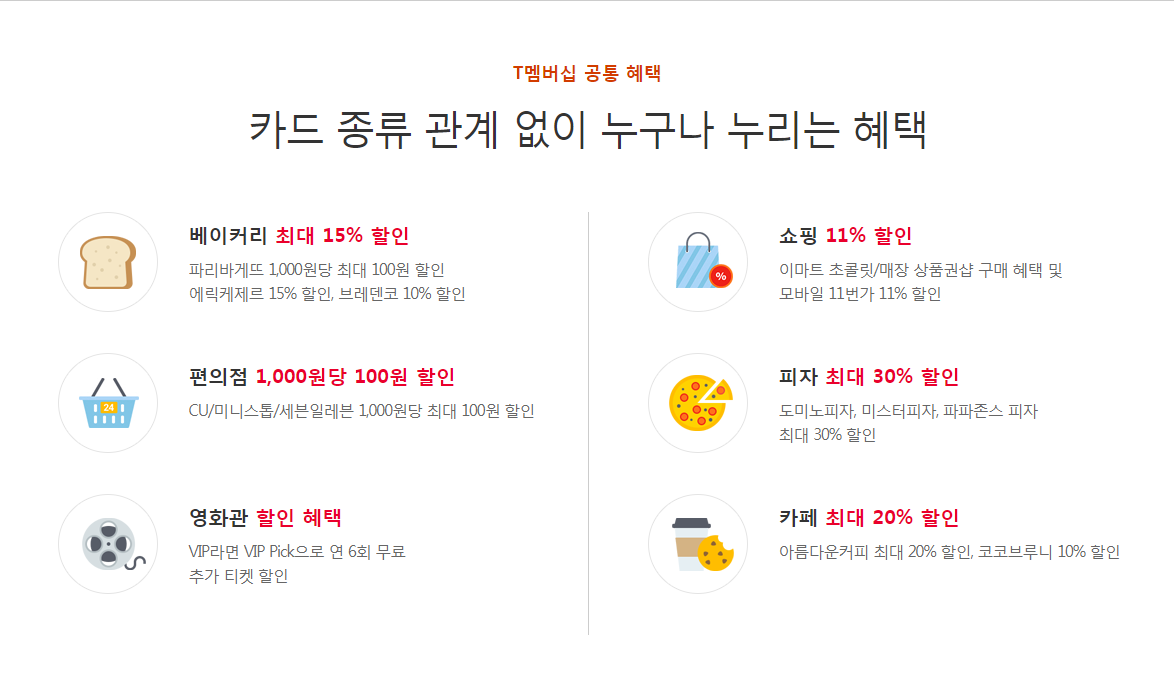 T멤버십 공통 혜택
카드 종류 관계 없이 누구나 누리는 혜택
베이커리 최대 15% 할인
파리바게뜨 1,000원당 최대 100원 할인
에릭케제르 15% 할인, 브레덴코 10% 할인
24
편의점 1,000원당 100원 할인
CU/미니스톱/세븐일레븐 1,000원당 최대 100원 할인
영화관 할인 혜택
VIP라면 VIP Pick으로 연 6회 무료
추가 티켓 할인
%
쇼핑 11% 할인
이마트 초콜릿/매장 상품권샵 구매 혜택 및
모바일 11번가 11% 할인
피자 최대 30% 할인
도미노피자, 미스터피자, 파파존스 피자
최대 30% 할인
카페 최대 20% 할인
아름다운커피 최대 20% 할인, 코코브루니 10% 할인